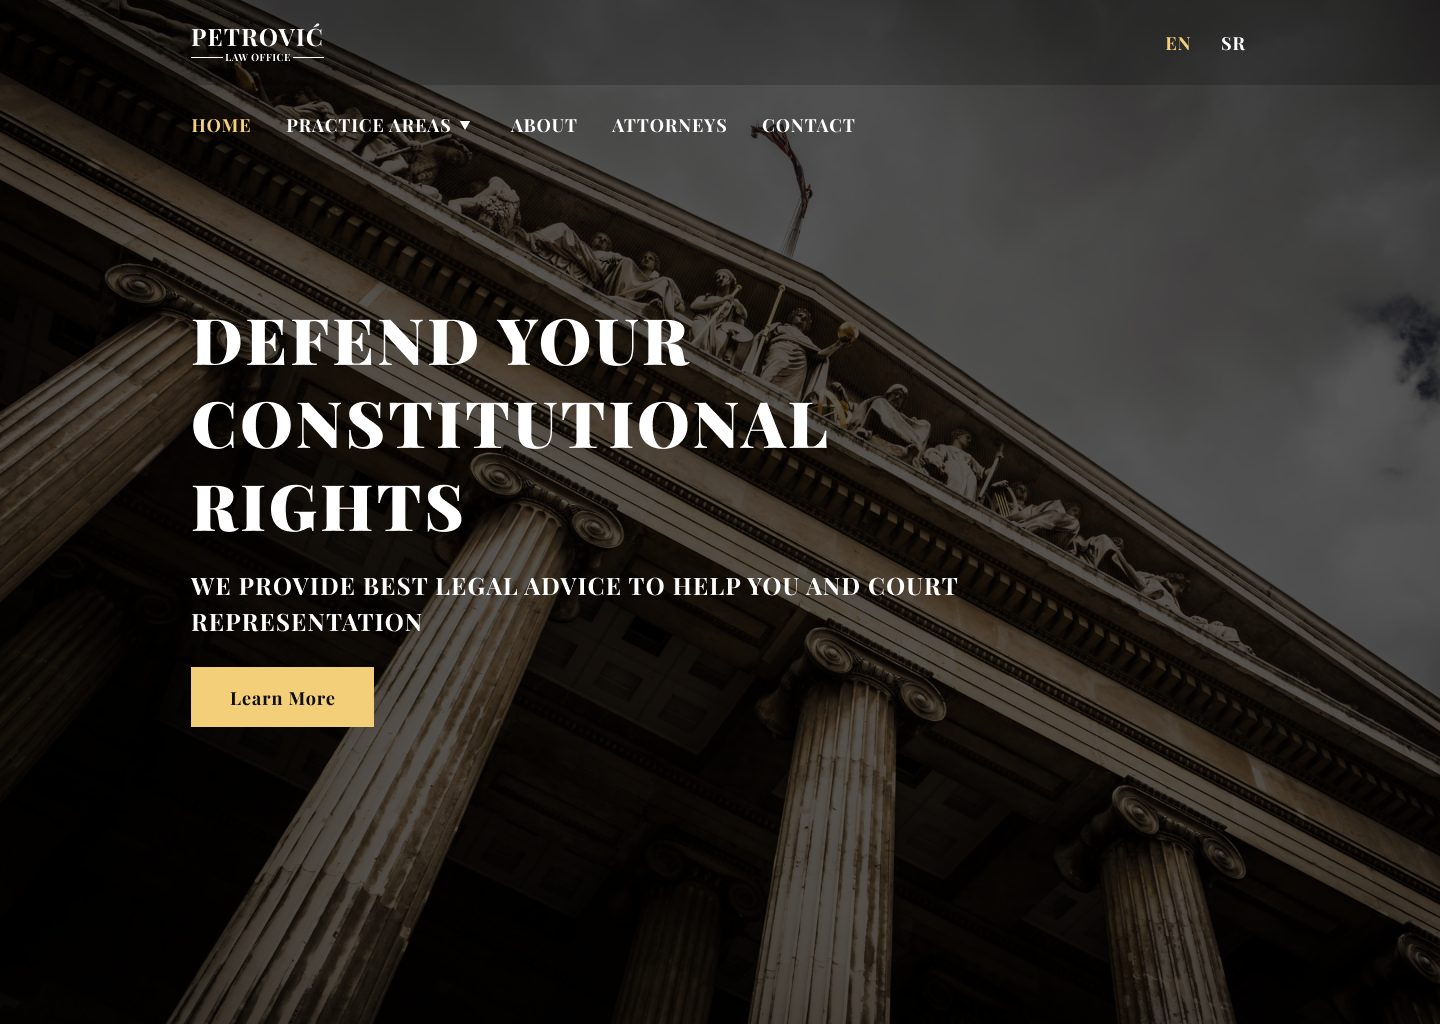 PETROVIĆ
LAW OFFICE
EN SR
HOME PRACTICE AREAS ABOUT ATTORNEYS CONTACT
DEFEND YOUR
CONSTITUTIONAL
RIGHTS
WE PROVIDE BEST LEGAL ADVICE TO HELP YOU AND COURT
REPRESENTATION
Learn More